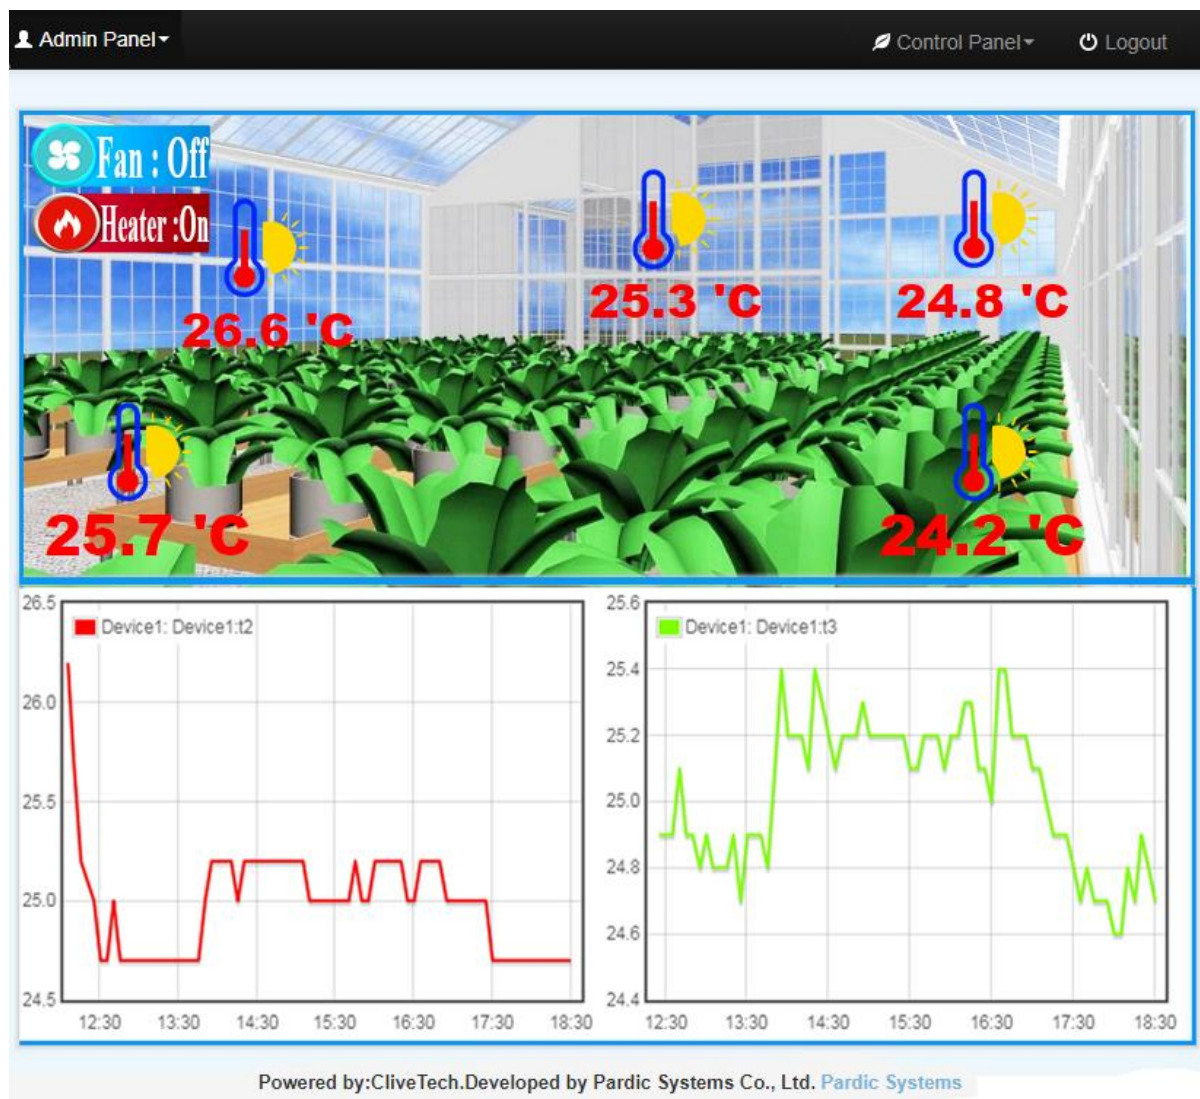 Admin Panel
Control Panel
Logout
Fan : Off
Heater :On
26.6 'C
25.3 'C
24.8 'C
25.7 'C
24.2 'C
26.5
26.0
25.5
25.0
24.5
Device1: Device1:t2
12:30 13:30 14:30 15:30 16:30 17:30 18:30
25.6
25.4
25.2
25.0
24.8
24.6
24.4
Device1: Device1:t3
12:30 13:30 14:30 15:30 16:30 17:30 18:30
Powered by:CliveTech.Developed by Pardic Systems Co., Ltd. Pardic Systems